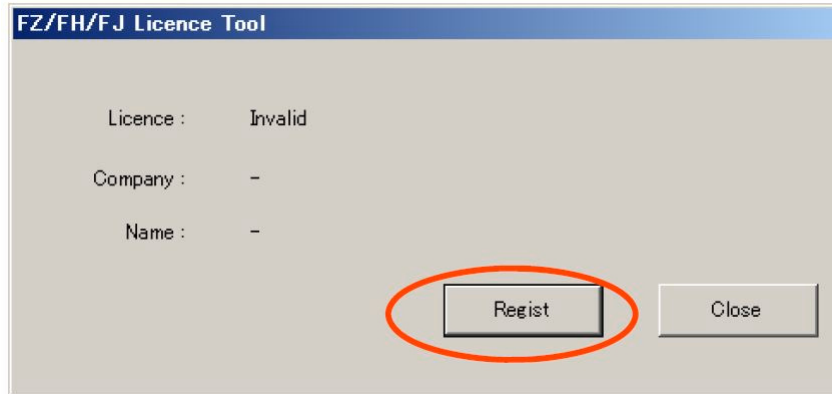 FZ/FH/FJ Licence Tool
Licence : Invalid
Company : -
Name : -
Regist Close